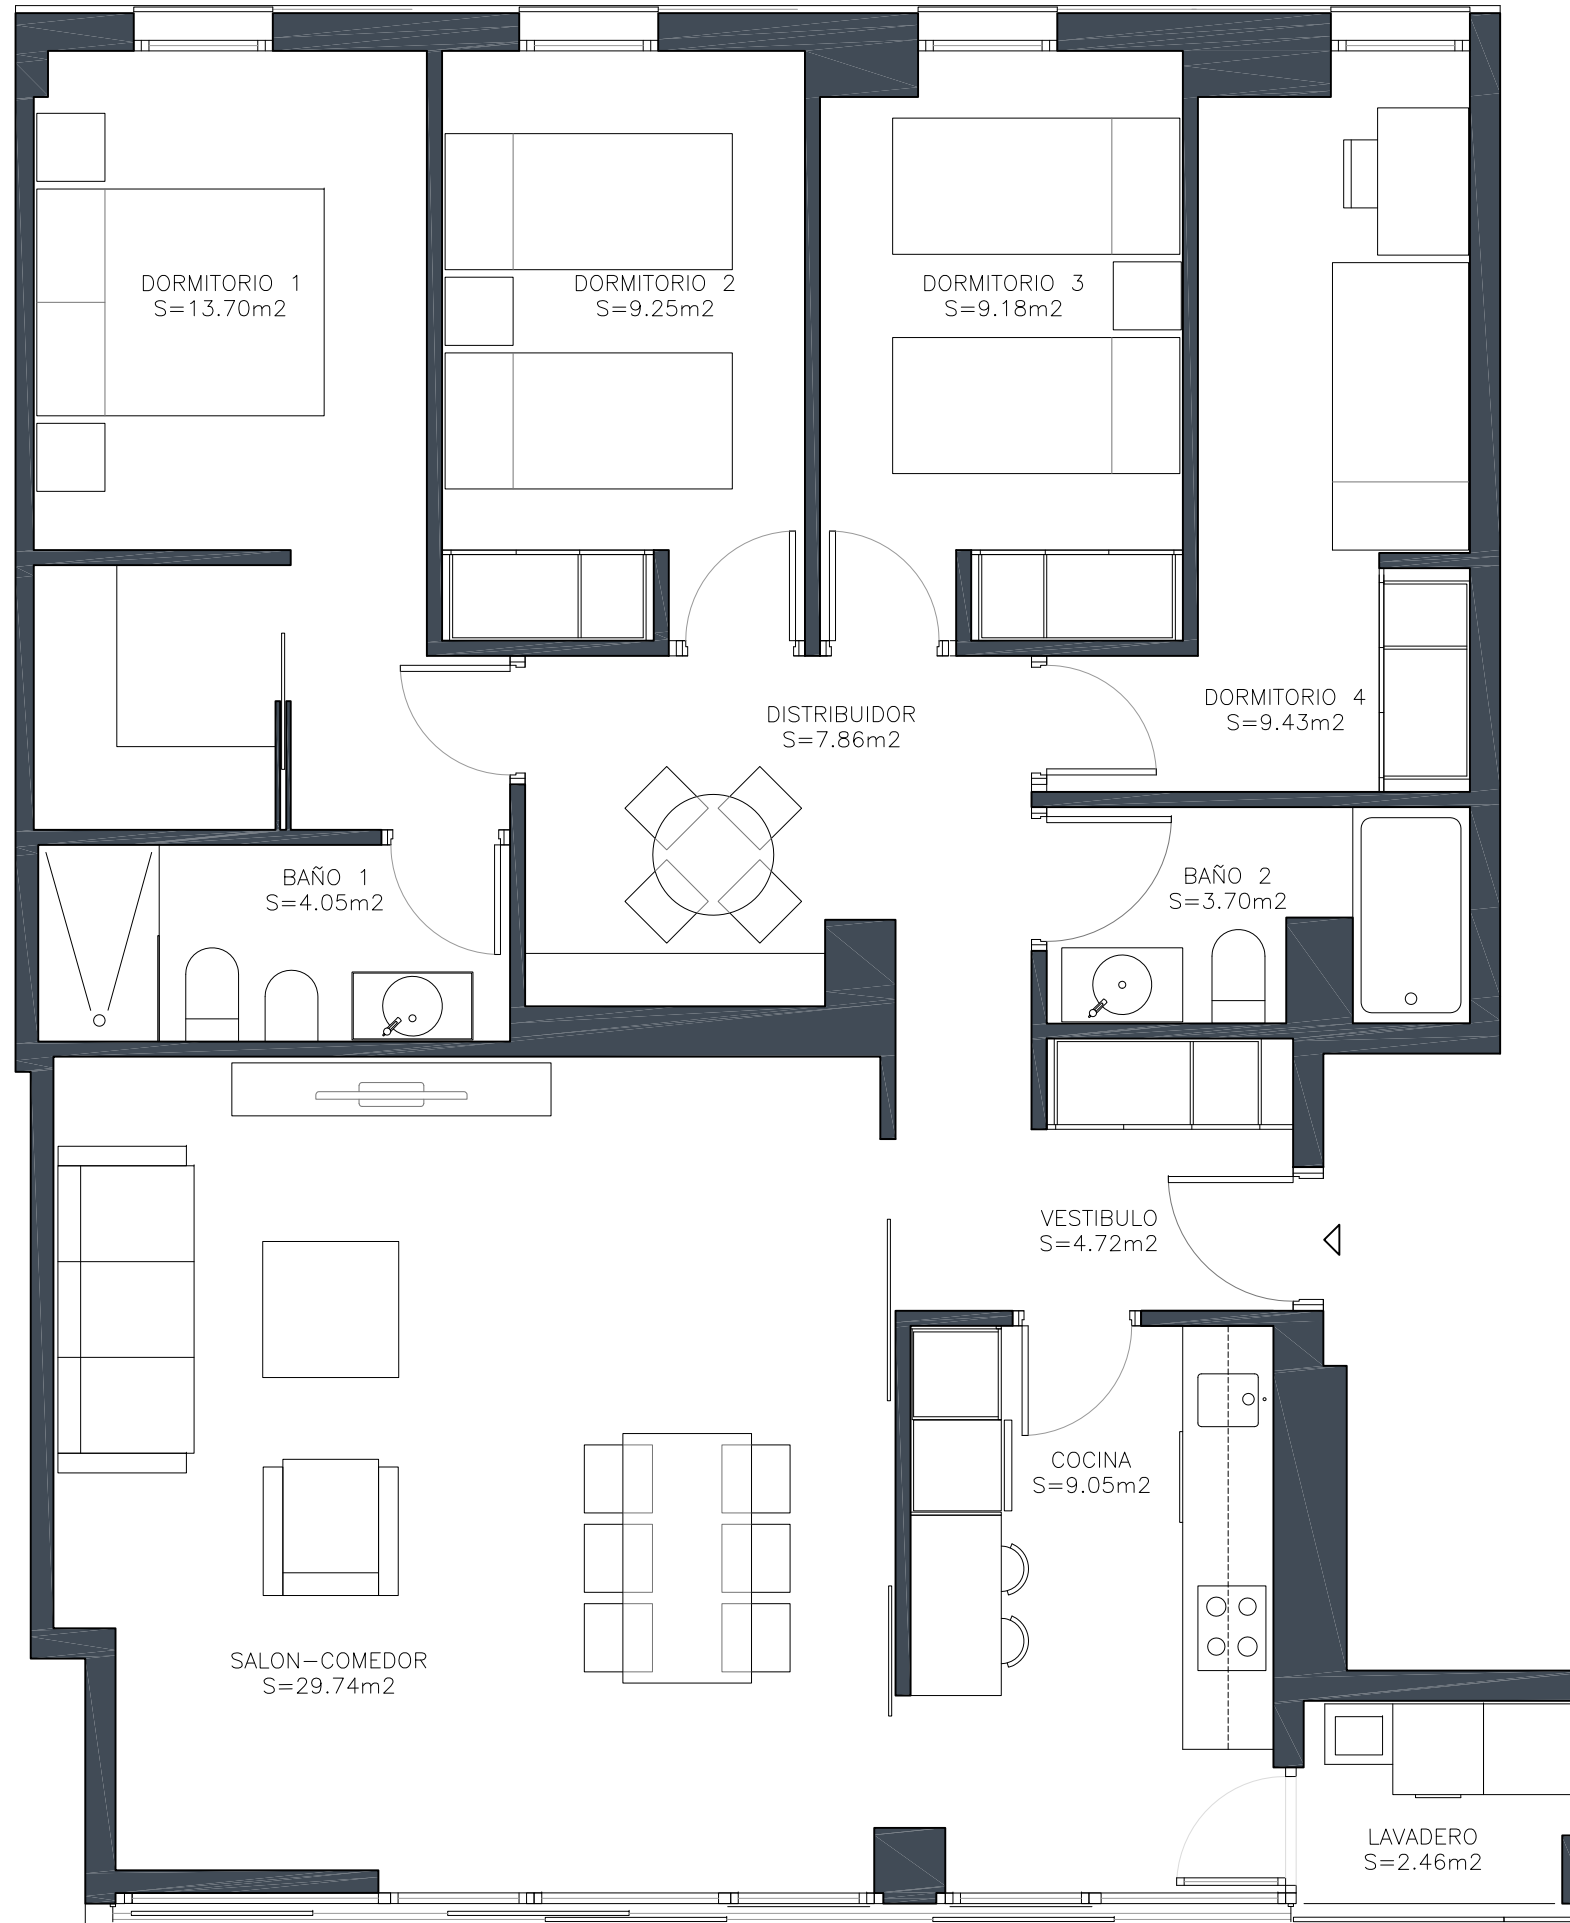 DORMITORIO 1
S=13.70m2
DORMITORIO 2
S=9.25m2
DORMITORIO 3
S=9.18m2
DORMITORIO 4
S=9.43m2
DISTRIBUIDOR
S=7.86m2
BAÑO 1
S=4.05m2
BAÑO 2
S=3.70m2
VESTIBULO
S=4.72m2
COCINA
S=9.05m2
SALON-COMEDOR
S=29.74m2
LAVADERO
S=2.46m2